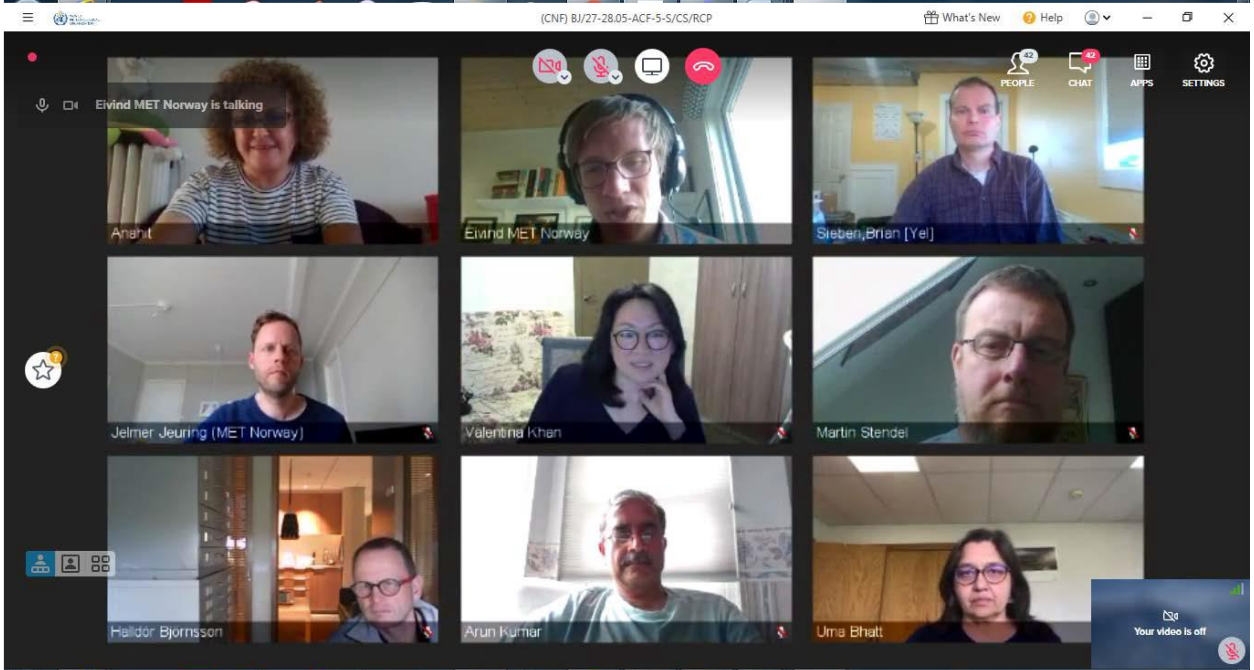 (CNF) BJ/27-28.05-ACF-5-S/CS/RCP
What's New
Help
42
PEOPLE
42
CHAT
APPS
SETTINGS
Eivind MET Norway is talking
Anahit
Eivind MET Norway
Sieben,Brian [Yel]
Jelmer Jeuring (MET Norway)
Valentina Khan
Martin Stendel
Halldór Björnsson
Arun Kumar
Uma Bhatt
Your video is off